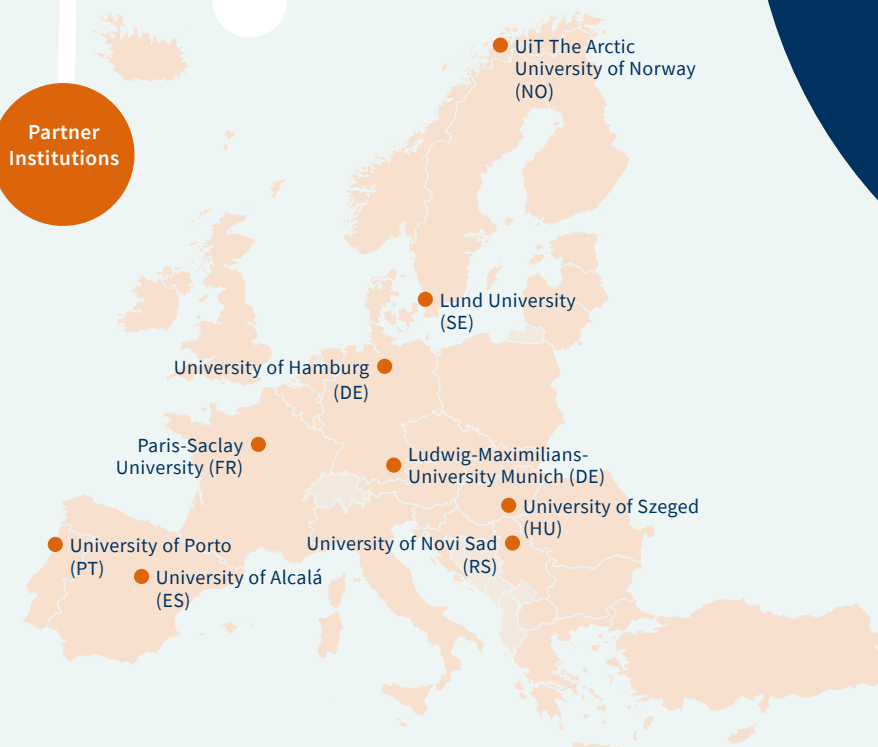 Partner
Institutions
UiT The Arctic
University of Norway
(NO)
Lund University
(SE)
University of Hamburg
(DE)
Paris-Saclay
University (FR)
Ludwig-Maximilians-
University Munich (DE)
University of Szeged
(HU)
University of Novi Sad
(RS)
University of Porto
(PT)
University of Alcalá
(ES)